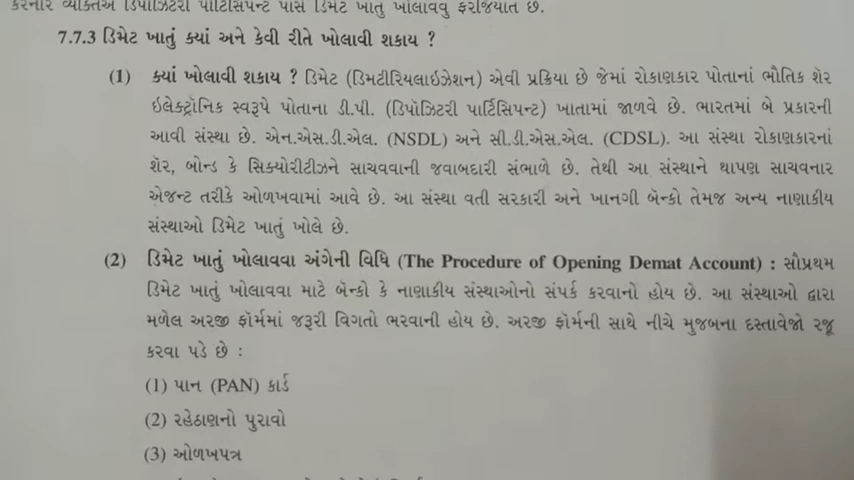 કરનાર વ્યક્તિએ ડિપૉઝિટરી પાર્ટિસિપન્ટ પાસે ડિમેટ ખાતું ખોલાવવું ફરજિયાત છે.
7.7.3 ડિમેટ ખાતું ક્યાં અને કેવી રીતે ખોલાવી શકાય ?
(1) ક્યાં ખોલાવી શકાય ? ડિમેટ (ડિમટીરિયલાઇઝેશન) એવી પ્રક્રિયા છે જેમાં રોકાણકાર પોતાનાં ભૌતિક શૅર
ઇલેક્ટ્રૉનિક સ્વરૂપે પોતાના ડી.પી. (ડિપૉઝિટરી પાર્ટિસિપન્ટ) ખાતામાં જાળવે છે. ભારતમાં બે પ્રકારની
આવી સંસ્થા છે. એન.એસ.ડી.એલ. (NSDL) અને સી.ડી.એસ.એલ. (CDSL). આ સંસ્થા રોકાણકારનાં
શૅર, બોન્ડ કે સિક્યોરીટીઝને સાચવવાની જવાબદારી સંભાળે છે. તેથી આ સંસ્થાને થાપણ સાચવનાર
એજન્ટ તરીકે ઓળખવામાં આવે છે. આ સંસ્થા વતી સરકારી અને ખાનગી બૅન્કો તેમજ અન્ય નાણાકીય
સંસ્થાઓ ડિમેટ ખાતું ખોલે છે.
(2) ડિમેટ ખાતું ખોલાવવા અંગેની વિધિ (The Procedure of Opening Demat Account) : સૌપ્રથમ
ડિમેટ ખાતું ખોલાવવા માટે બૅન્કો કે નાણાકીય સંસ્થાઓનો સંપર્ક કરવાનો હોય છે. આ સંસ્થાઓ દ્વારા
મળેલ અરજી ફૉર્મમાં જરૂરી વિગતો ભરવાની હોય છે. અરજી ફૉર્મની સાથે નીચે મુજબના દસ્તાવેજો રજૂ
કરવા પડે છે :
(1) પાન (PAN) કાર્ડ
(2) રહેઠાણનો પુરાવો
(3) ઓળખપત્ર